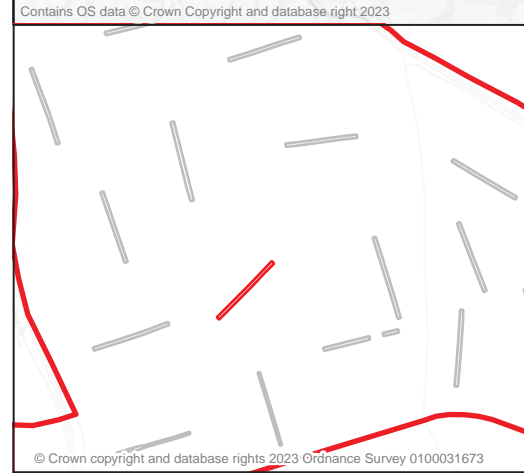 Contains OS data © Crown Copyright and database right 2023
© Crown copyright and database rights 2023 Ordnance Survey 0100031673